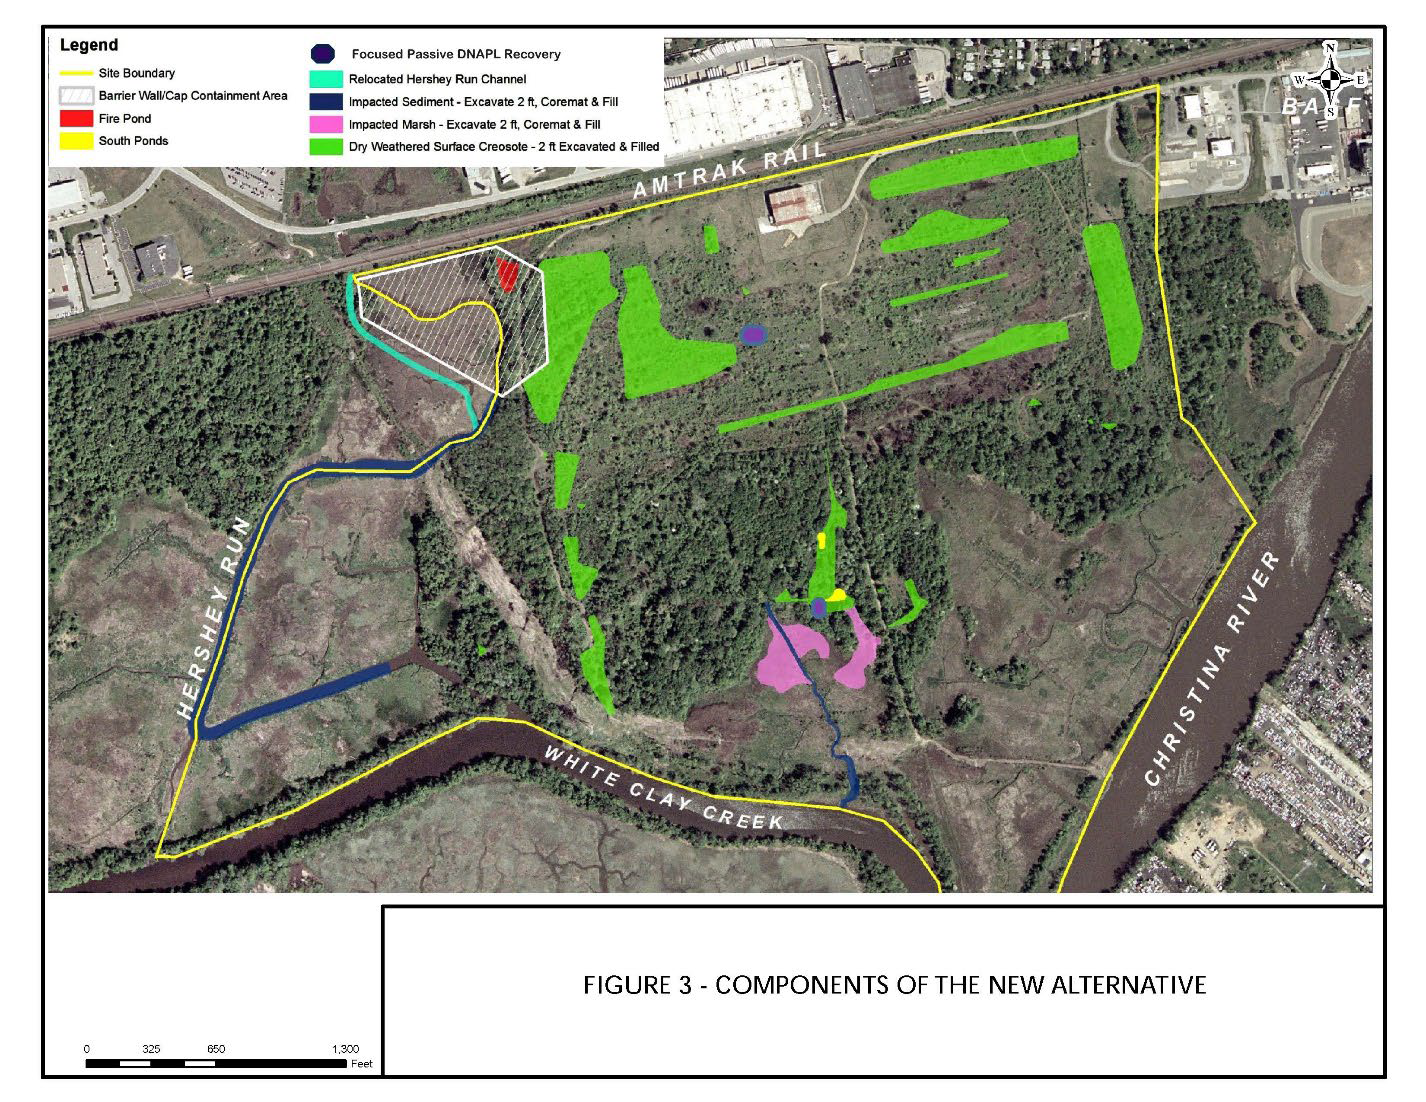 Legend
Site Boundary
Barrier Wall/Cap Containment Area
Fire Pond
South Ponds
Focused Passive DNAPL Recovery
Relocated Hershey Run Channel
Impacted Sediment - Excavate 2 ft, Coremat & Fill
Impacted Marsh - Excavate 2 ft, Coremat & Fill
Dry Weathered Surface Creosote - 2 ft Excavated & Filled
N
W E
S
AMTRAK RAIL
HERSHEY RUN
WHITE CLAY CREEK
CHRISTINA RIVER
FIGURE 3 - COMPONENTS OF THE NEW ALTERNATIVE
0 325 650 1,300
Feet